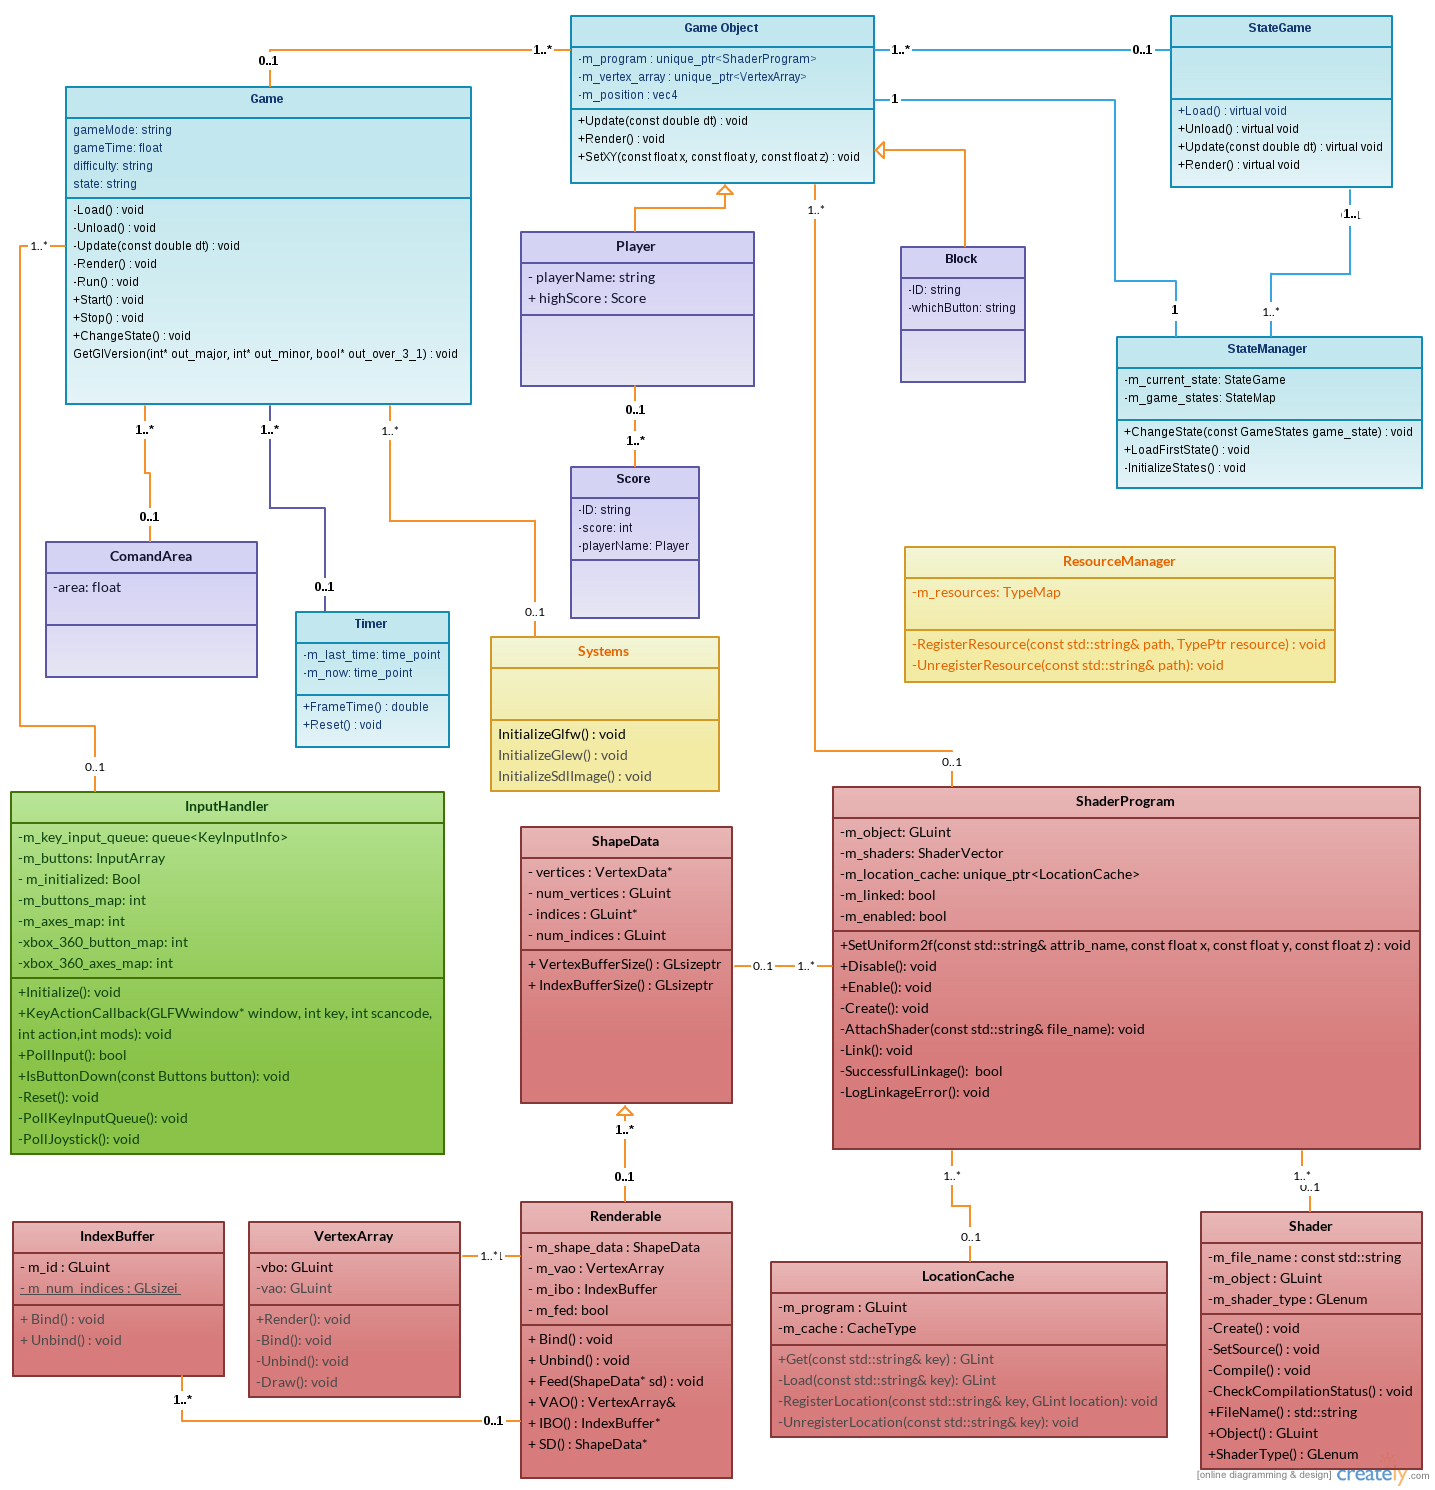 Game Object
-m_program : unique_ptr<ShaderProgram>
-m_vertex_array : unique_ptr<VertexArray>
-m_position : vec4
+Update(const double dt) : void
+Render() : void
+SetXY(const float x, const float y, const float z) : void
StateGame
+Load() : virtual void
+Unload() : virtual void
+Update(const double dt) : virtual void
+Render() : virtual void
0..1
1..*
1..*
0..1
1
1..*
1..
1
1..*
Game
gameMode: string
gameTime: float
difficulty: string
state: string
-Load() : void
-Unload() : void
-Update(const double dt) : void
-Render() : void
-Run() : void
+Start() : void
+Stop() : void
+ChangeState() : void
GetGlVersion(int* out_major, int* out_minor, bool* out_over_3_1) : void
1..*
Player
- playerName: string
+ highScore : Score
Block
-ID: string
-whichButton: string
StateManager
-m_current_state: StateGame
-m_game_states: StateMap
+ChangeState(const GameStates game_state) : void
+LoadFirstState() : void
-InitializeStates() : void
1..*
1..*
1..*
0..1
1..*
Score
-ID: string
-score: int
-playerName: Player
0..1
0..1
0..1
ComandArea
-area: float
Timer
-m_last_time: time_point
-m_now: time_point
+FrameTime() : double
+Reset() : void
Systems
InitializeGlfw() : void
InitializeGlew() : void
InitializeSdlImage() : void
ResourceManager
-m_resources: TypeMap
-RegisterResource(const std::string& path, TypePtr resource) : void
-UnregisterResource(const std::string& path): void
0..1
0..1
InputHandler
-m_key_input_queue: queue<KeyInputInfo>
-m_buttons: InputArray
- m_initialized: Bool
-m_buttons_map: int
-m_axes_map: int
-xbox_360_button_map: int
-xbox_360_axes_map: int
+Initialize(): void
+KeyActionCallback(GLFWwindow* window, int key, int scancode,
int action,int mods): void
+PollInput(): bool
+IsButtonDown(const Buttons button): void
-Reset(): void
-PollKeyInputQueue(): void
-PollJoystick(): void
ShapeData
- vertices : VertexData*
- num_vertices : GLuint
- indices : GLuint*
- num_indices : GLuint
+ VertexBufferSize() : GLsizeptr
+ IndexBufferSize() : GLsizeptr
0..1
1..*
ShaderProgram
-m_object: GLuint
-m_shaders: ShaderVector
-m_location_cache: unique_ptr<LocationCache>
-m_linked: bool
-m_enabled: bool
+SetUniform2f(const std::string& attrib_name, const float x, const float y, const float z) : void
+Disable(): void
+Enable(): void
-Create(): void
-AttachShader(const std::string& file_name): void
-Link(): void
-SuccessfulLinkage(): bool
-LogLinkageError(): void
1..*
0..1
1..*
0..1
1..*
0..1
IndexBuffer
- m_id : GLuint
- m_num_indices : GLsizei
+ Bind() : void
+ Unbind() : void
VertexArray
-vbo: GLuint
-vao: GLuint
+Render(): void
-Bind(): void
-Unbind(): void
-Draw(): void
1..*
Renderable
- m_shape_data : ShapeData
- m_vao : VertexArray
- m_ibo : IndexBuffer
- m_fed: bool
+ Bind() : void
+ Unbind() : void
+ Feed(ShapeData* sd) : void
+ VAO() : VertexArray&
+ IBO() : IndexBuffer*
+ SD() : ShapeData*
1..*
0..1
LocationCache
-m_program : GLuint
-m_cache : CacheType
+Get(const std::string& key) : GLint
-Load(const std::string& key): GLint
-RegisterLocation(const std::string& key, GLint location): void
-UnregisterLocation(const std::string& key): void
Shader
-m_file_name : const std::string
-m_object : GLuint
-m_shader_type : GLenum
-Create() : void
-SetSource() : void
-Compile() : void
-CheckCompilationStatus() : void
+FileName() : std::string
+Object() : GLuint
+ShaderType() : GLenum
[online diagramming & design] creately.com